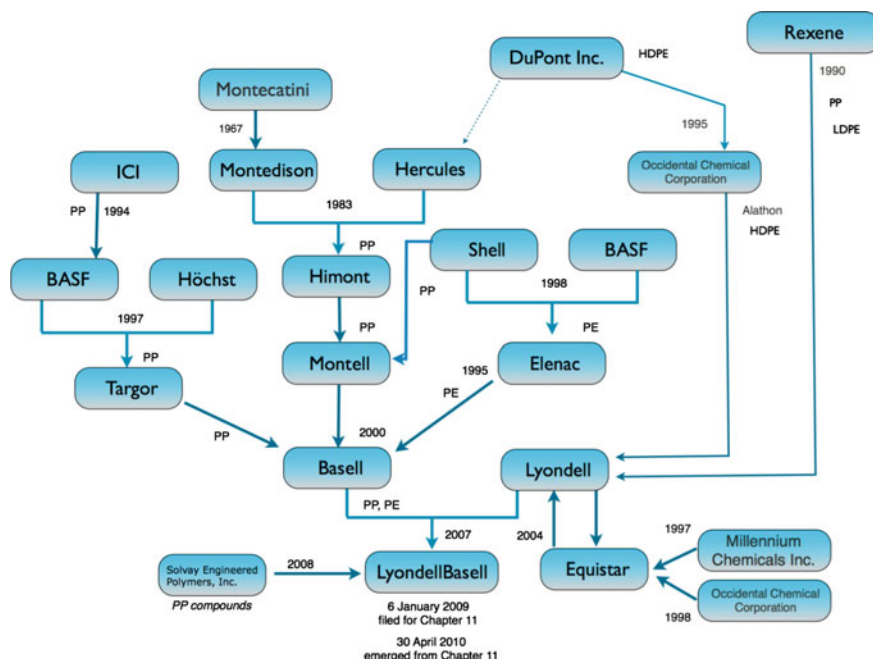 Rexene
DuPont Inc.
HDPE
1990
Montecatini
PP
1967
1995
LDPE
ICI
Montedison
Hercules
Occidental Chemical
Corporation
PP
1994
1983
Alathon
HDPE
PP
BASF
Höchst
Himont
Shell
BASF
PP
1998
1997
PP
PE
PP
Montell
Elenac
Targor
1995
PE
PP
2000
Basell
Lyondell
PP, PE
2007
2004
1997
Millennium
Chemicals Inc.
Solvay Engineered
Polymers, Inc.
2008
LyondellBasell
Equistar
PP compounds
Occidental Chemical
Corporation
1998
6 January 2009
filed for Chapter 11
30 April 2010
emerged from Chapter 11